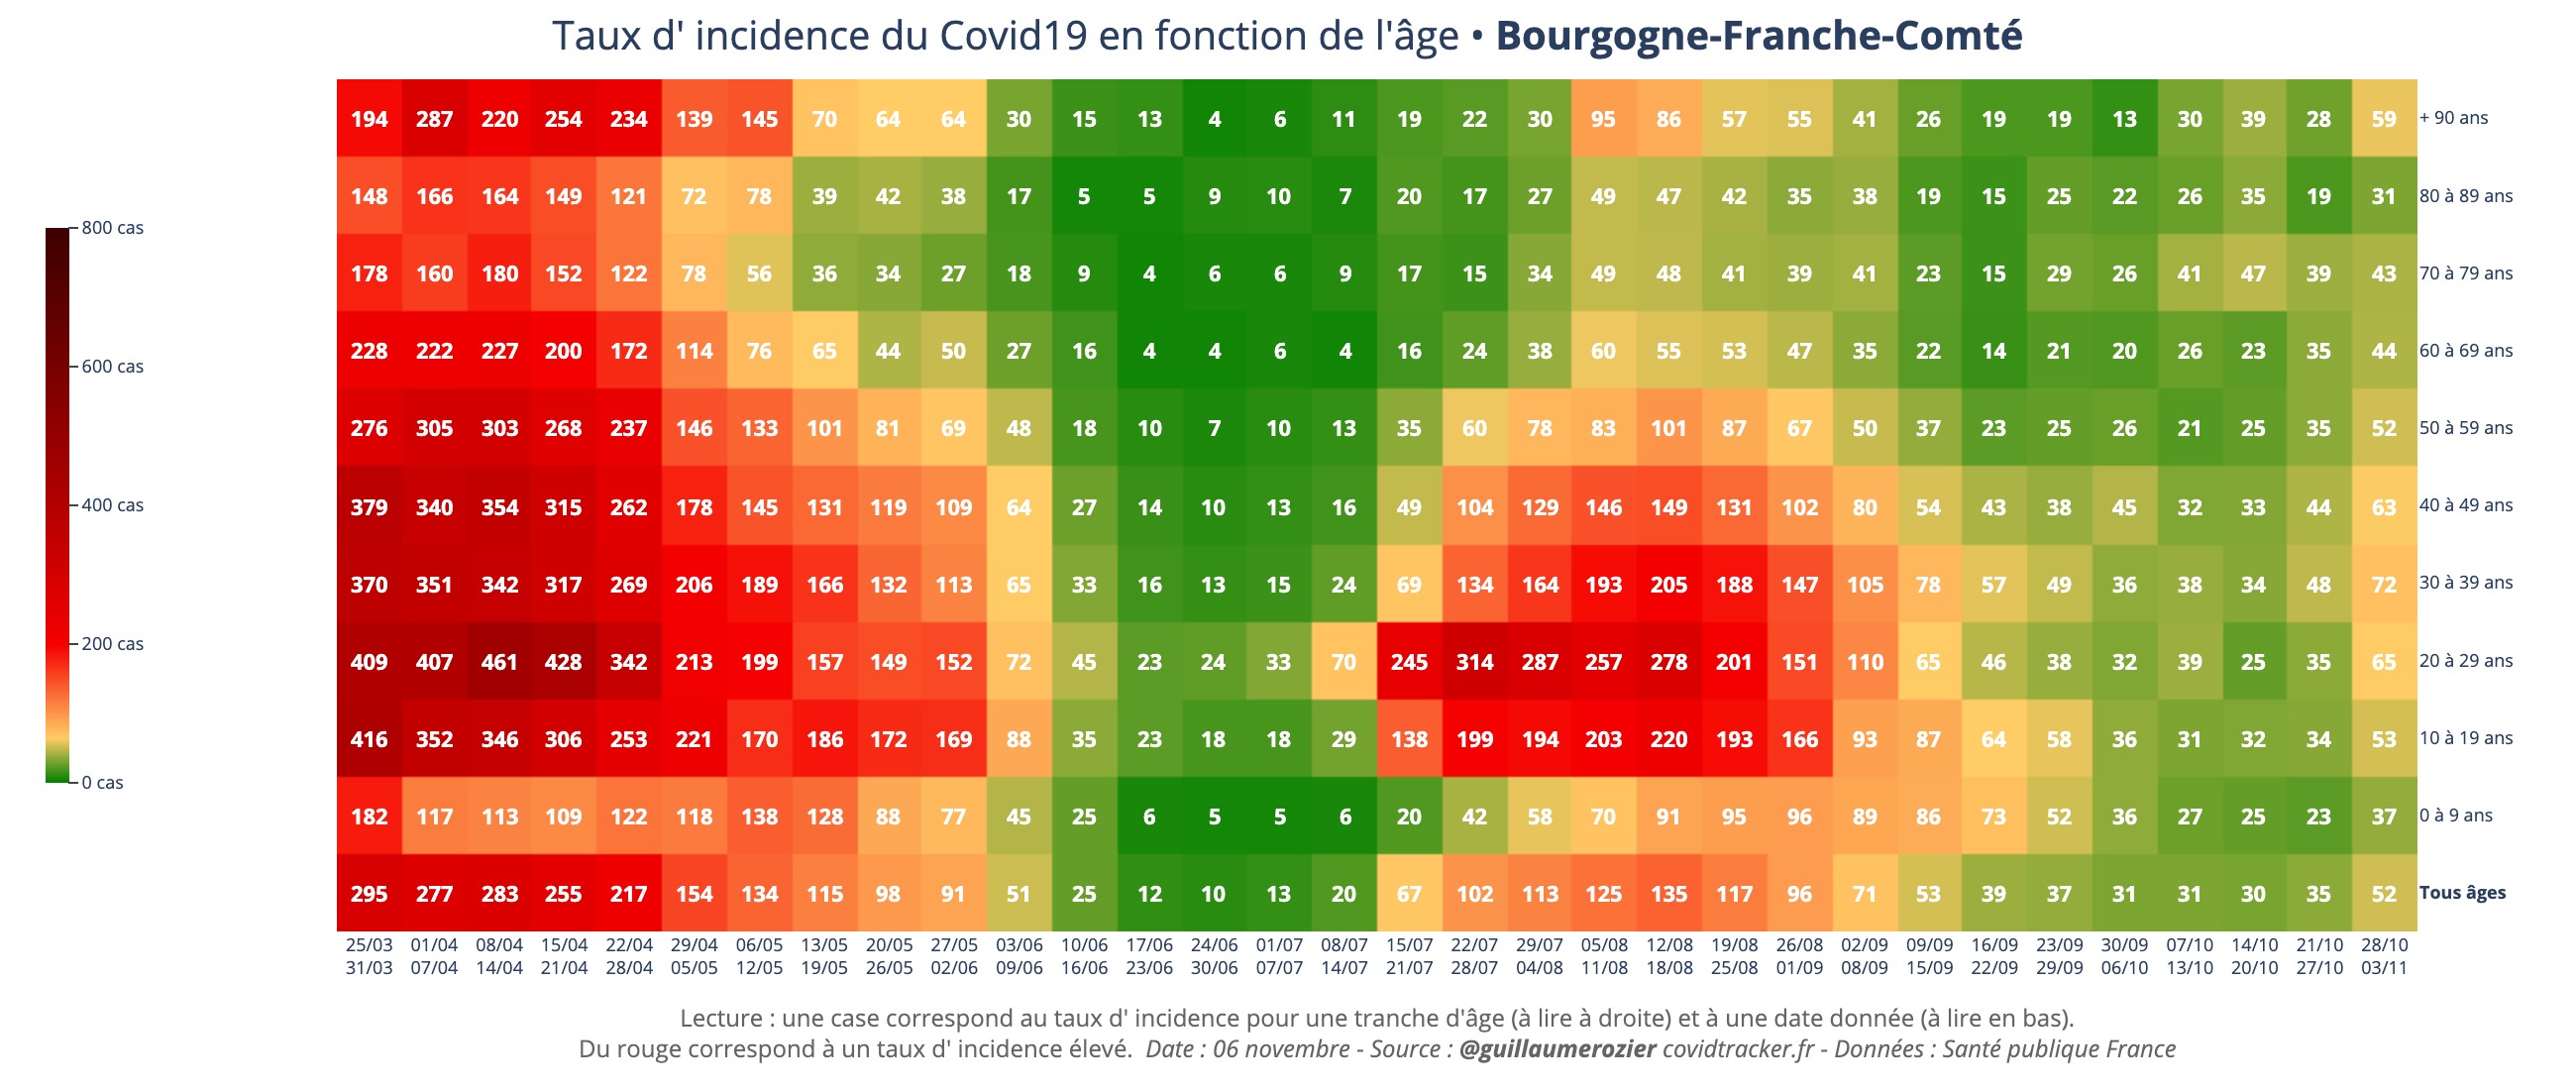 Taux d' incidence du Covid19 en fonction de l'âge • Bourgogne-Franche-Comté
800 cas
600 cas
400 cas
200 cas
0 cas
194 287 220 254 234 139 145 70 64 64 30 15 13 4 6 11 19 22 30 95 86 57 55 41 26 19 19 13 30 39 28 59 + 90 ans
148 166 164 149 121 72 78 39 42 38 17 5 5 9 10 7 20 17 27 49 47 42 35 38 19 15 25 22 26 35 19 31 80 à 89 ans
178 160 180 152 122 78 56 36 34 27 18 9 4 6 6 9 17 15 34 49 48 41 39 41 23 15 29 26 41 47 39 43 70 à 79 ans
228 222 227 200 172 114 76 65 44 50 27 16 4 4 6 4 16 24 38 60 55 53 47 35 22 14 21 20 26 23 35 44 60 à 69 ans
276 305 303 268 237 146 133 101 81 69 48 18 10 7 10 13 35 60 78 83 101 87 67 50 37 23 25 26 21 25 35 52 50 à 59 ans
379 340 354 315 262 178 145 131 119 109 64 27 14 10 13 16 49 104 129 146 149 131 102 80 54 43 38 45 32 33 44 63 40 à 49 ans
370 351 342 317 269 206 189 166 132 113 65 33 16 13 15 24 69 134 164 193 205 188 147 105 78 57 49 36 38 34 48 72 30 à 39 ans
409 407 461 428 342 213 199 157 149 152 72 45 23 24 33 70 245 314 287 257 278 201 151 110 65 46 38 32 39 25 35 65 20 à 29 ans
416 352 346 306 253 221 170 186 172 169 88 35 23 18 18 29 138 199 194 203 220 193 166 93 87 64 58 36 31 32 34 53 10 à 19 ans
182 117 113 109 122 118 138 128 88 77 45 25 6 5 5 6 20 42 58 70 91 95 96 89 86 73 52 36 27 25 23 37 0 à 9 ans
295 277 283 255 217 154 134 115 98 91 51 25 12 10 13 20 67 102 113 125 135 117 96 71 53 39 37 31 31 30 35 52 Tous âges
25/03 01/04 08/04 15/04 22/04 29/04 06/05 13/05 20/05 27/05 03/06 10/06 17/06 24/06 01/07 08/07 15/07 22/07 29/07 05/08 12/08 19/08 26/08 02/09 09/09 16/09 23/09 30/09 07/10 14/10 21/10 28/10
31/03 07/04 14/04 21/04 28/04 05/05 12/05 19/05 26/05 02/06 09/06 16/06 23/06 30/06 07/07 14/07 21/07 28/07 04/08 11/08 18/08 25/08 01/09 08/09 15/09 22/09 29/09 06/10 13/10 20/10 27/10 03/11
Lecture : une case correspond au taux d' incidence pour une tranche d'âge (à lire à droite) et à une date donnée (à lire en bas).
Du rouge correspond à un taux d' incidence élevé. Date : 06 novembre - Source : @guillaumerozier covidtracker.fr - Données : Santé publique France